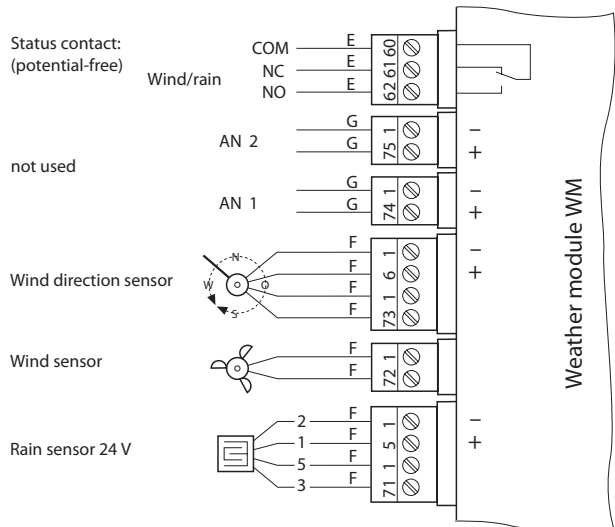 Status contact:
(potential-free)
Wind/rain
COM E 60
NC E 61
NO E 62
AN 2
G 1 −
G 75 +
not used
AN 1
G 1 −
G 74 +
Wind direction sensor
N
W O
S
F 1 −
F 6 +
F 1
F 73
Wind sensor
F 1
F 72
Rain sensor 24 V
2 F 1 −
1 F 5 +
5 F 1
3 F 71
Weather module WM